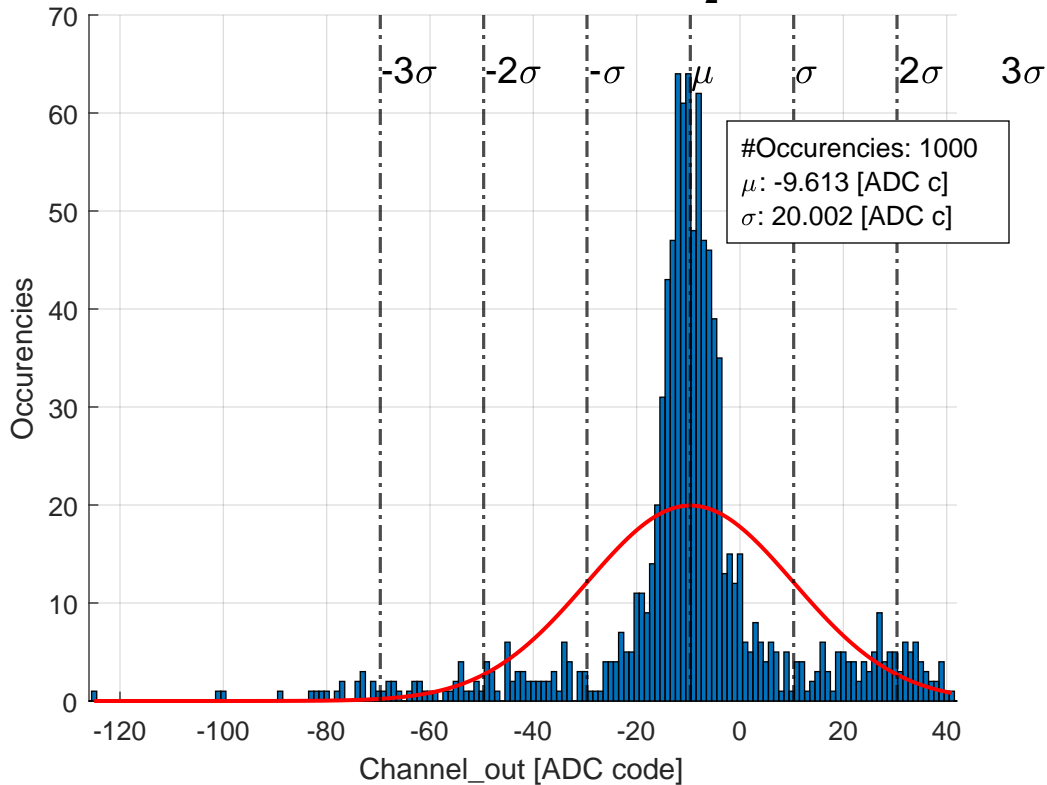 2
70
60
50
40
30
20
10
0
-3σ -2σ -σ μ σ 2σ 3σ
#Occurencies: 1000
μ: -9.613 [ADC c]
σ: 20.002 [ADC c]
Occurencies
-120 -100 -80 -60 -40 -20 0 20 40
Channel_out [ADC code]